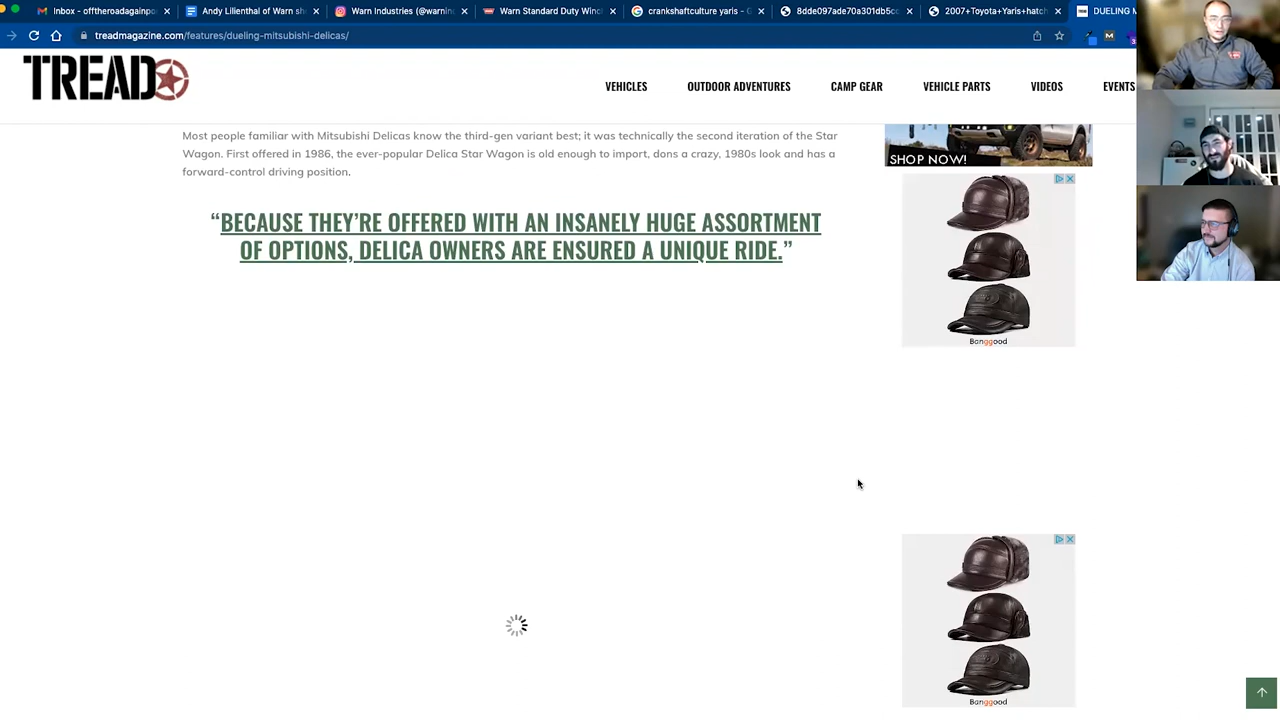 Inbox - offtheroadagainpo
Andy Lilienthal of Warn sh
Warn Industries (@warnin
Warn Standard Duty Winc
crankshaftculture yaris - G
8dde097ade70a301db5cc
2007+Toyota+Yaris+hatc
DUELING M
treadmagazine.com/features/dueling-mitsubishi-delicas/
TREAD
VEHICLES
OUTDOOR ADVENTURES
CAMP GEAR
VEHICLE PARTS
VIDEOS
EVENTS
Most people familiar with Mitsubishi Delicas know the third-gen variant best; it was technically the second iteration of the Star
Wagon. First offered in 1986, the ever-popular Delica Star Wagon is old enough to import, dons a crazy, 1980s look and has a
forward-control driving position.
“BECAUSE THEY’RE OFFERED WITH AN INSANELY HUGE ASSORTMENT
OF OPTIONS, DELICA OWNERS ARE ENSURED A UNIQUE RIDE.”
SHOP NOW!
Banggood
Banggood